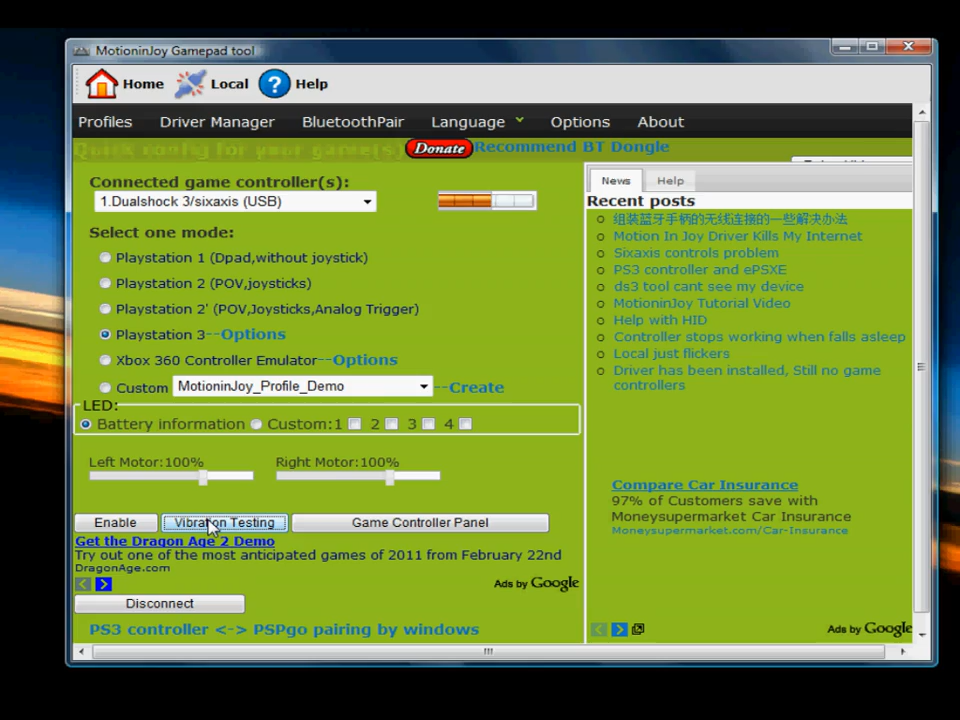 MotioninJoy Gamepad tool
Home Local Help
Profiles Driver Manager BluetoothPair Language Options About
Quick config for your game(s) Donate Recommend BT Dongle
Connected game controller(s):
1.Dualshock 3/sixaxis (USB)
Select one mode:
Playstation 1 (Dpad,without joystick)
Playstation 2 (POV,joysticks)
Playstation 2' (POV,Joysticks,Analog Trigger)
Playstation 3--Options
Xbox 360 Controller Emulator--Options
Custom MotioninJoy_Profile_Demo --Create
LED:
Battery information Custom:1 2 3 4
Left Motor:100% Right Motor:100%
Enable Vibration Testing Game Controller Panel
Get the Dragon Age 2 Demo
Try out one of the most anticipated games of 2011 from February 22nd
DragonAge.com
Ads by Google
Disconnect
PS3 controller <-> PSPgo pairing by windows
News Help
Recent posts
组装蓝牙手柄的无线连接的一些解决办法
Motion In Joy Driver Kills My Internet
Sixaxis controls problem
PS3 controller and ePSXE
ds3 tool cant see my device
MotioninJoy Tutorial Video
Help with HID
Controller stops working when falls asleep
Local just flickers
Driver has been installed, Still no game
controllers
Compare Car Insurance
97% of Customers save with
Moneysupermarket Car Insurance
Moneysupermarket.com/Car-Insurance
Ads by Google